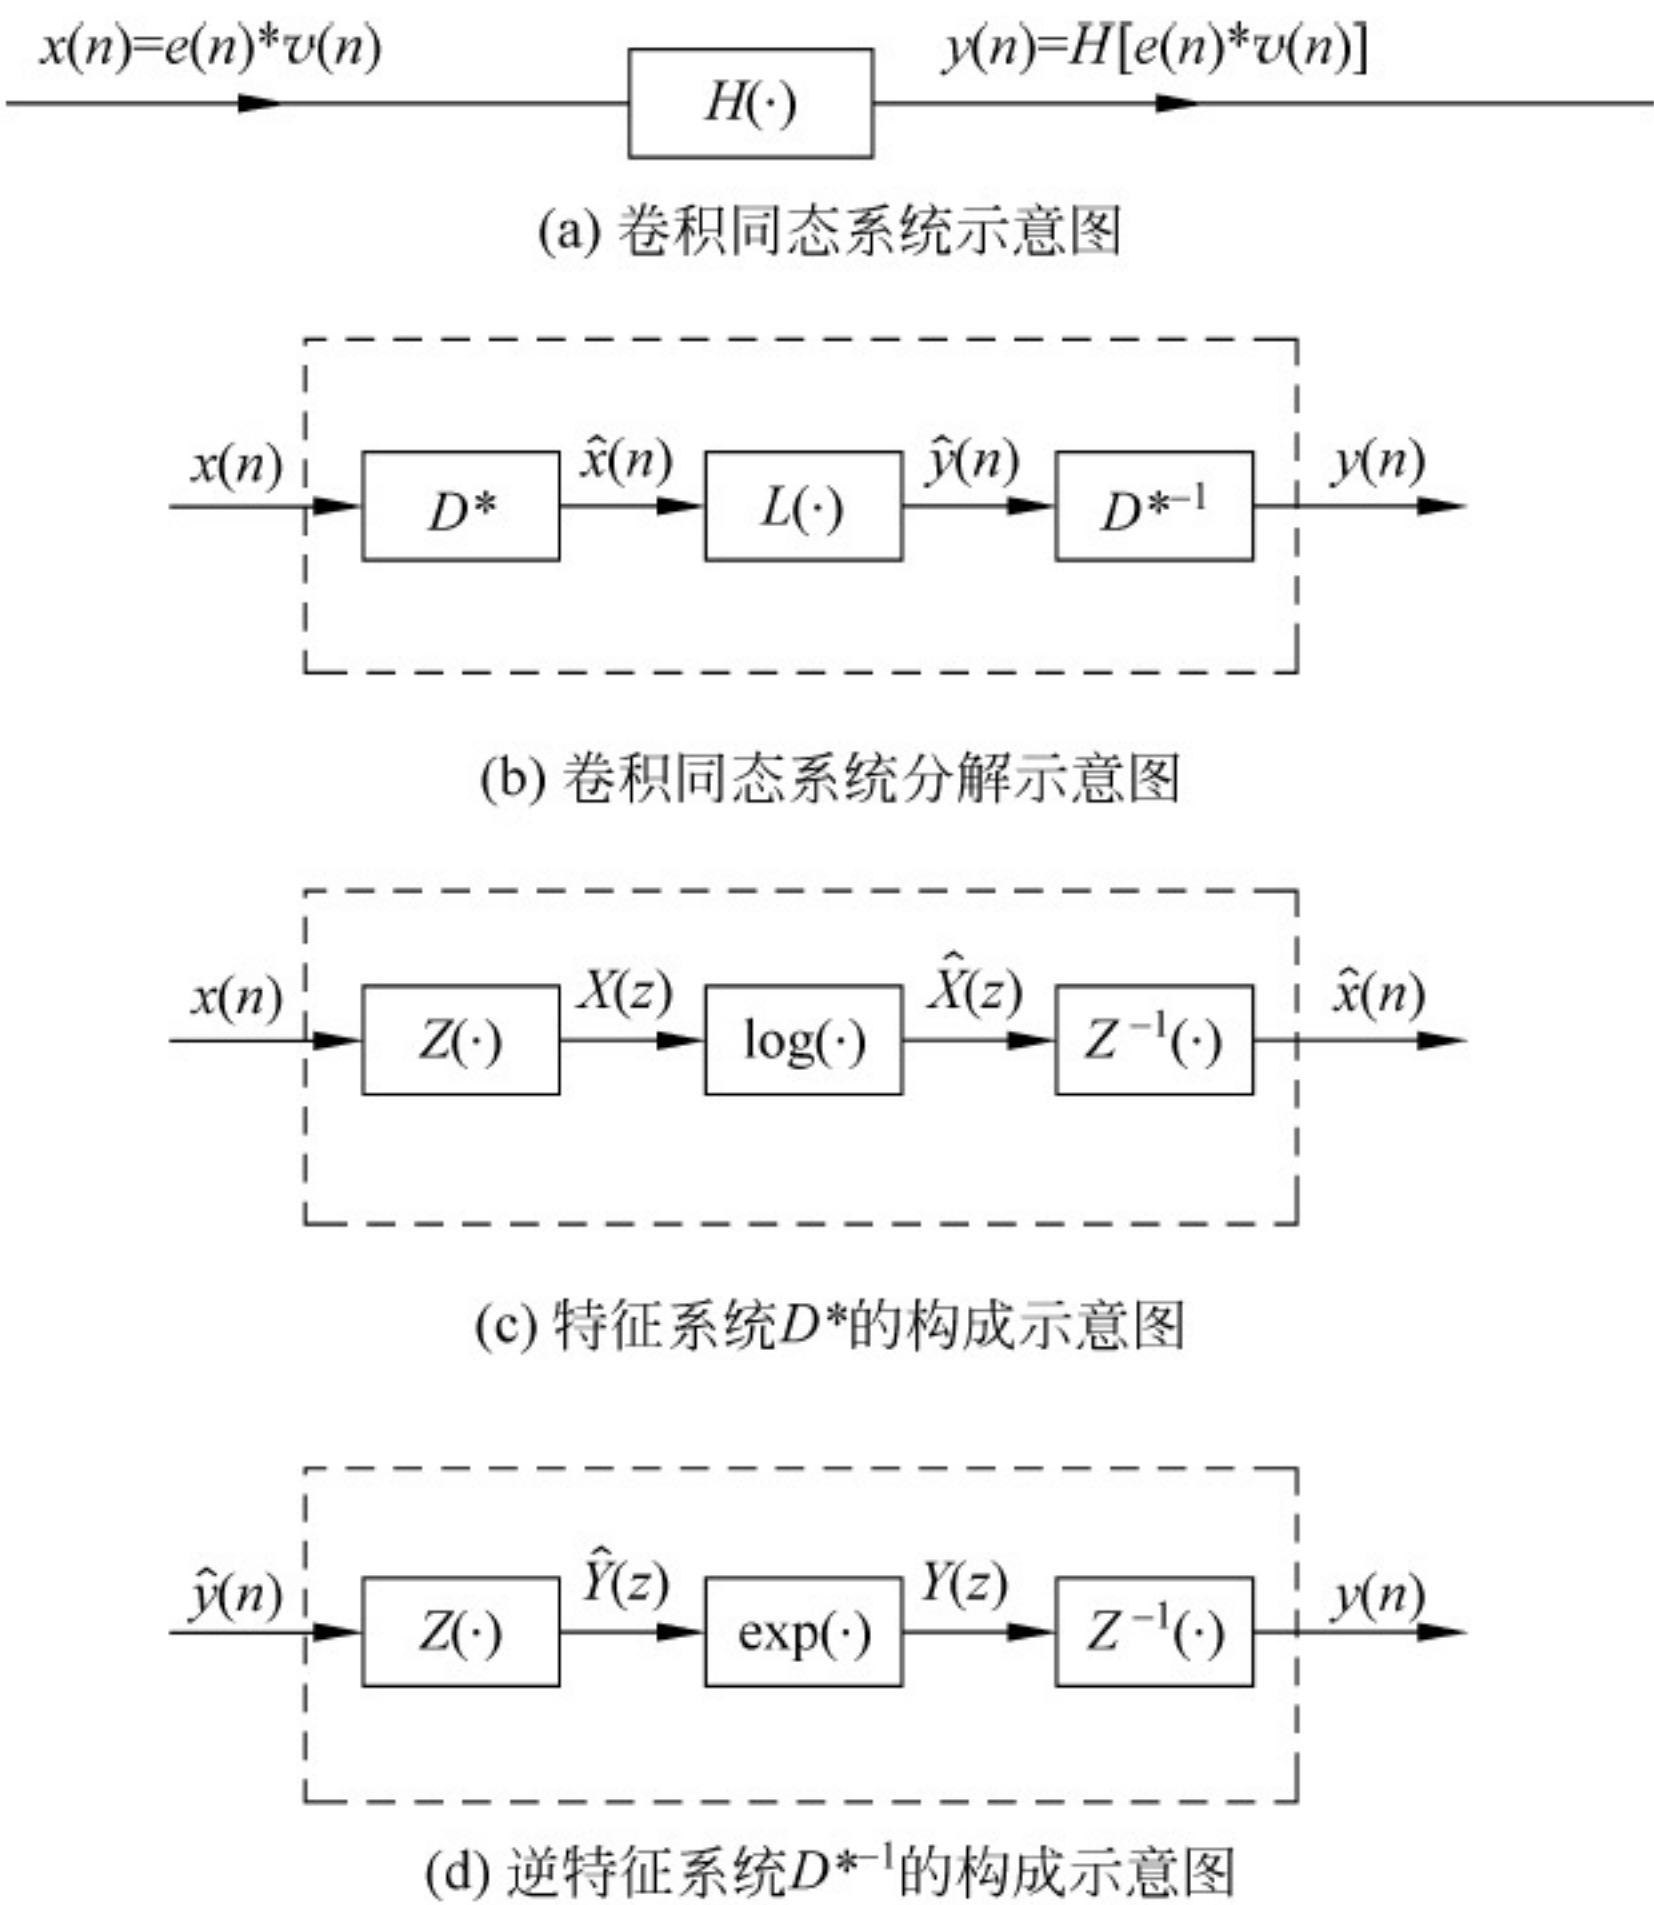 x(n)=e(n)*v(n) y(n)=H[e(n)*v(n)]
H(·)
(a) 卷积同态系统示意图
x(n) x̂(n) ŷ(n) y(n)
D* L(·) D*⁻¹
(b) 卷积同态系统分解示意图
x(n) X(z) X̂(z) x̂(n)
Z(·) log(·) Z⁻¹(·)
(c) 特征系统D*的构成示意图
ŷ(n) Ŷ(z) Y(z) y(n)
Z(·) exp(·) Z⁻¹(·)
(d) 逆特征系统D*⁻¹的构成示意图